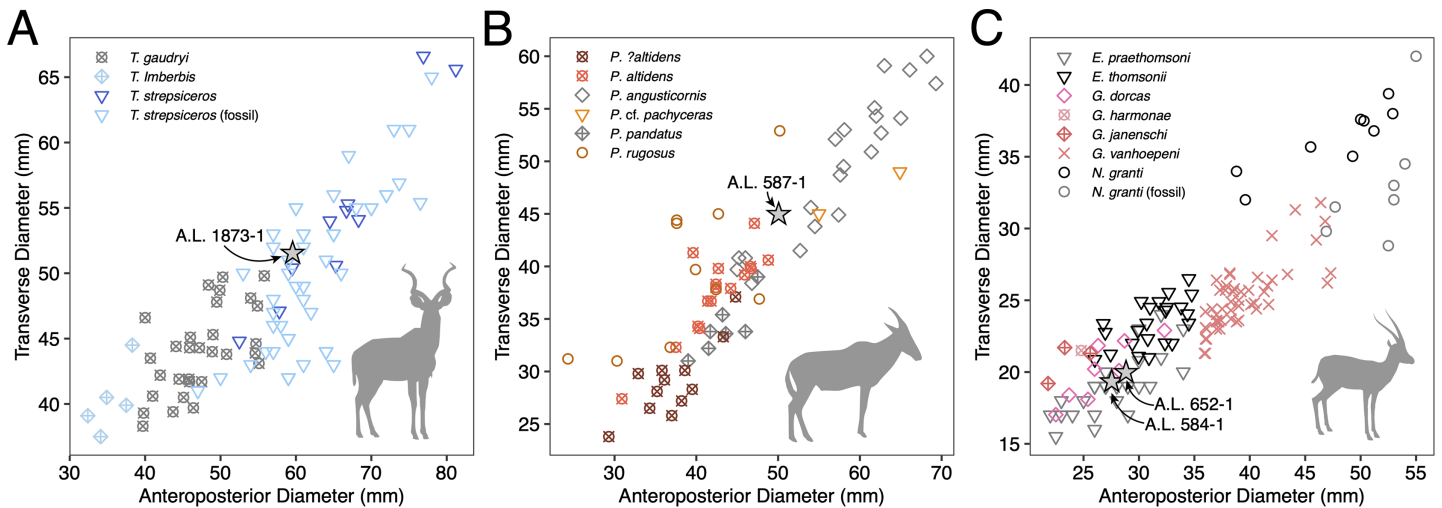 A
Transverse Diameter (mm)
65
60
55
50
45
40
30
40
50
60
70
80
Anteroposterior Diameter (mm)
T. gaudryi
T. Imberbis
T. strepsiceros
T. strepsiceros (fossil)
A.L. 1873-1
B
Transverse Diameter (mm)
60
55
50
45
40
35
30
25
30
40
50
60
70
Anteroposterior Diameter (mm)
P. ?altidens
P. altidens
P. angusticornis
P. cf. pachyceras
P. pandatus
P. rugosus
A.L. 587-1
C
Transverse Diameter (mm)
40
35
30
25
20
15
25
30
35
40
45
50
55
Anteroposterior Diameter (mm)
E. praethomsoni
E. thomsonii
G. dorcas
G. harmonae
G. janenschi
G. vanhoepeni
N. granti
N. granti (fossil)
A.L. 652-1
A.L. 584-1